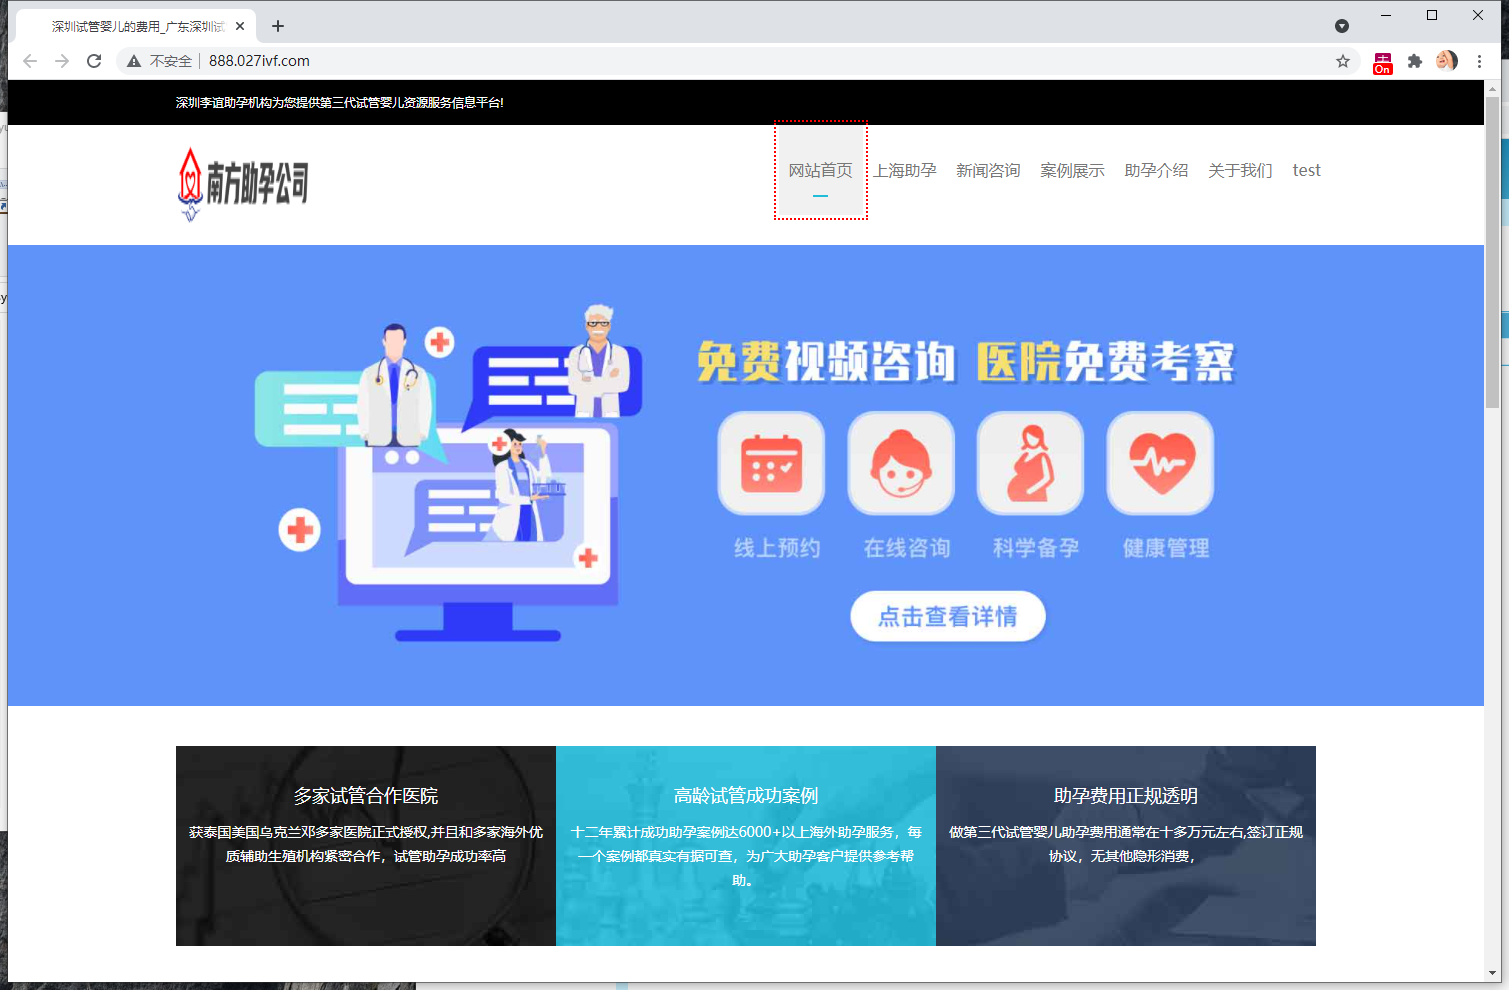 深圳试管婴儿的费用_广东深圳试
不安全
888.027ivf.com
On
深圳李谊助孕机构为您提供第三代试管婴儿资源服务信息平台!
南方助孕公司
网站首页
上海助孕
新闻咨询
案例展示
助孕介绍
关于我们
test
免费视频咨询 医院免费考察
线上预约
在线咨询
科学备孕
健康管理
点击查看详情
多家试管合作医院
获泰国美国乌克兰邓多家医院正式授权,并且和多家海外优
质辅助生殖机构紧密合作，试管助孕成功率高
高龄试管成功案例
十二年累计成功助孕案例达6000+以上海外助孕服务，每
一个案例都真实有据可查，为广大助孕客户提供参考帮
助。
助孕费用正规透明
做第三代试管婴儿助孕费用通常在十多万元左右,签订正规
协议，无其他隐形消费，